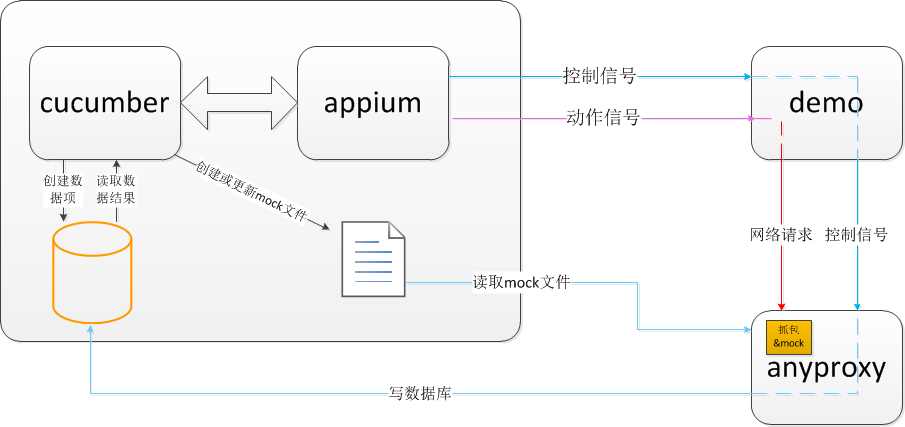 控制信号
动作信号
cucumber
appium
demo
创建数
据项
读取数
据结果
创建或更新mock文件
网络请求
控制信号
读取mock文件
抓包
&mock
anyproxy
写数据库